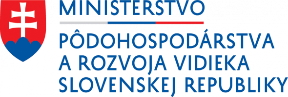 MINISTERSTVO
PÔDOHOSPODÁRSTVA
A ROZVOJA VIDIEKA
SLOVENSKEJ REPUBLIKY